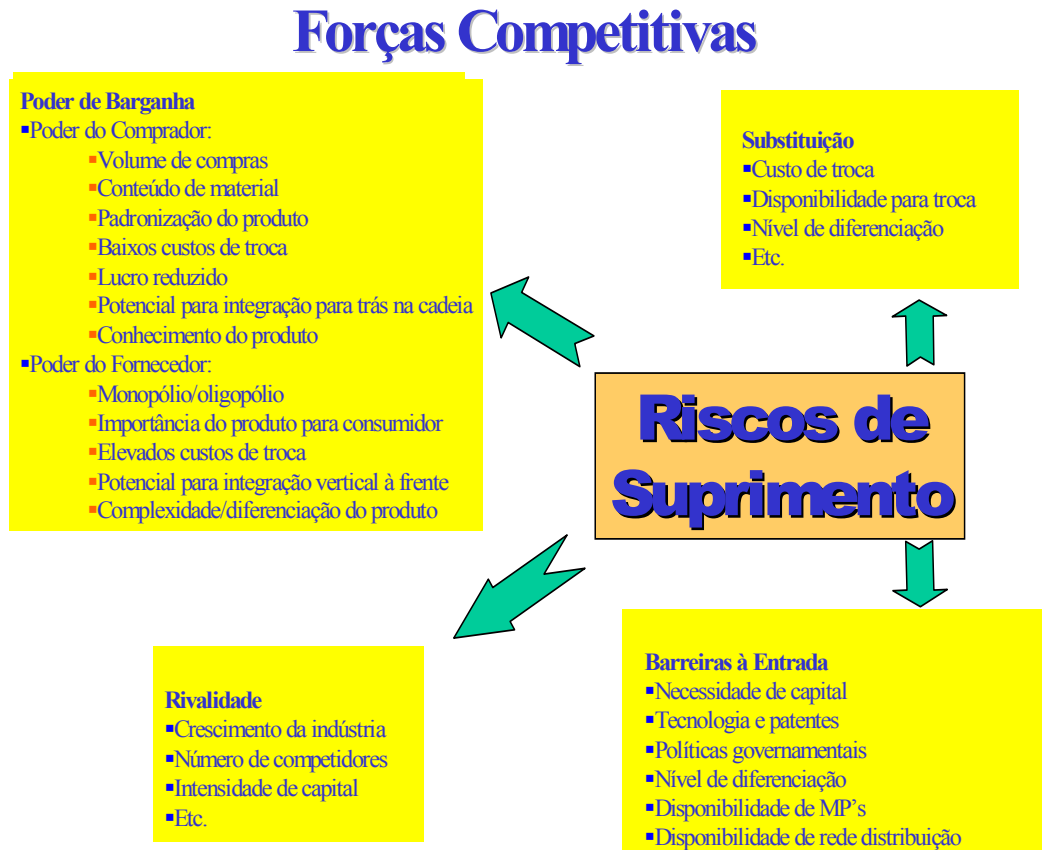 Forças Competitivas
Poder de Barganha
▪Poder do Comprador:
▪Volume de compras
▪Conteúdo de material
▪Padronização do produto
▪Baixos custos de troca
▪Lucro reduzido
▪Potencial para integração para trás na cadeia
▪Conhecimento do produto
▪Poder do Fornecedor:
▪Monopólio/oligopólio
▪Importância do produto para consumidor
▪Elevados custos de troca
▪Potencial para integração vertical à frente
▪Complexidade/diferenciação do produto
Substituição
▪Custo de troca
▪Disponibilidade para troca
▪Nível de diferenciação
▪Etc.
Riscos de
Suprimento
Rivalidade
▪Crescimento da indústria
▪Número de competidores
▪Intensidade de capital
▪Etc.
Barreiras à Entrada
▪Necessidade de capital
▪Tecnologia e patentes
▪Políticas governamentais
▪Nível de diferenciação
▪Disponibilidade de MP’s
▪Disponibilidade de rede distribuição